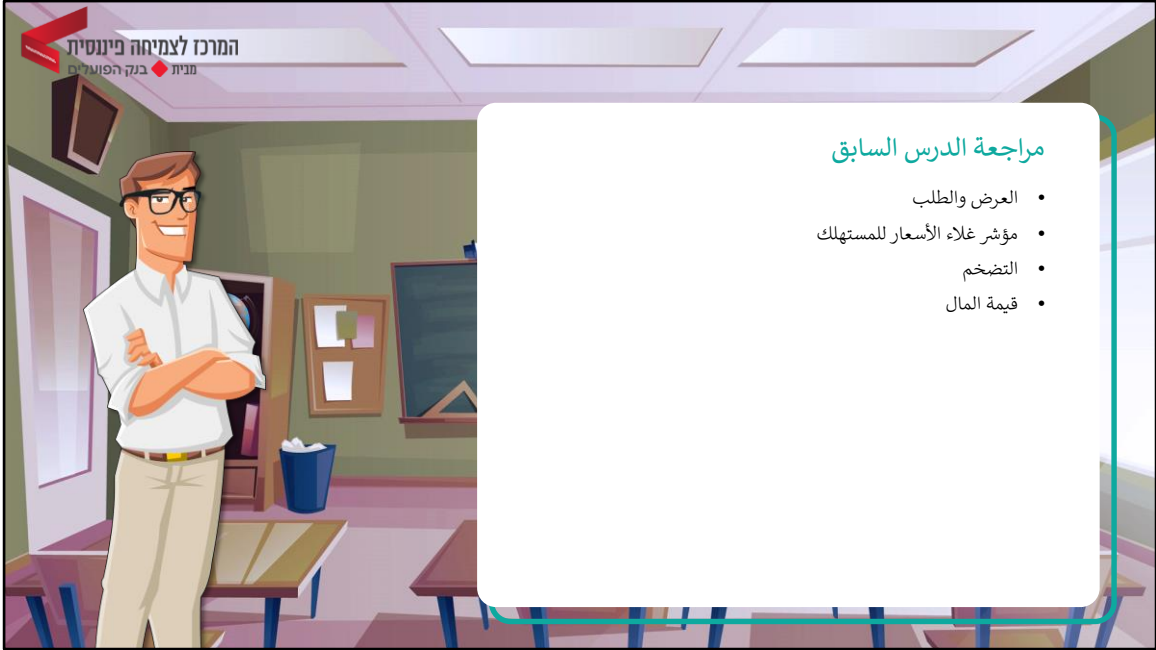 המרכז לצמיחה פיננסית
מבית בנק הפועלים
مراجعة الدرس السابق
• العرض والطلب
• مؤشر غلاء الأسعار للمستهلك
• التضخم
• قيمة المال